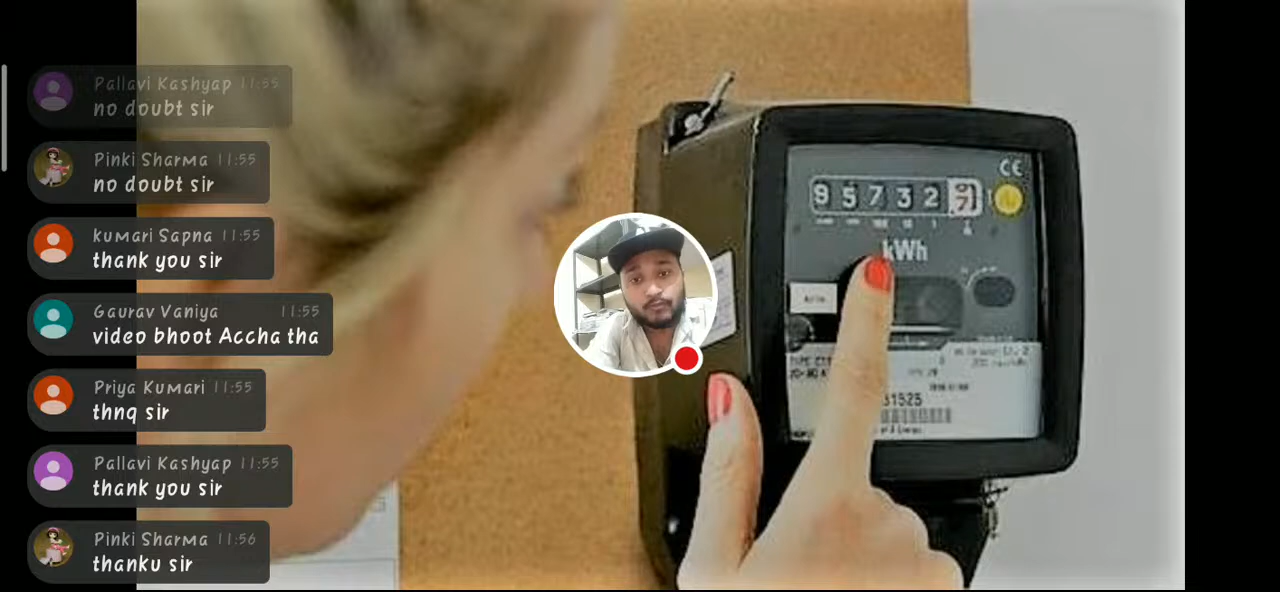 Pallavi Kashyap 11:55
no doubt sir
Pinki Sharma 11:55
no doubt sir
kumari Sapna 11:55
thank you sir
Gaurav Vaniya 11:55
video bhoot Accha tha
Priya Kumari 11:55
thnq sir
Pallavi Kashyap 11:55
thank you sir
Pinki Sharma 11:56
thanku sir
CE
95732
kWh
31525